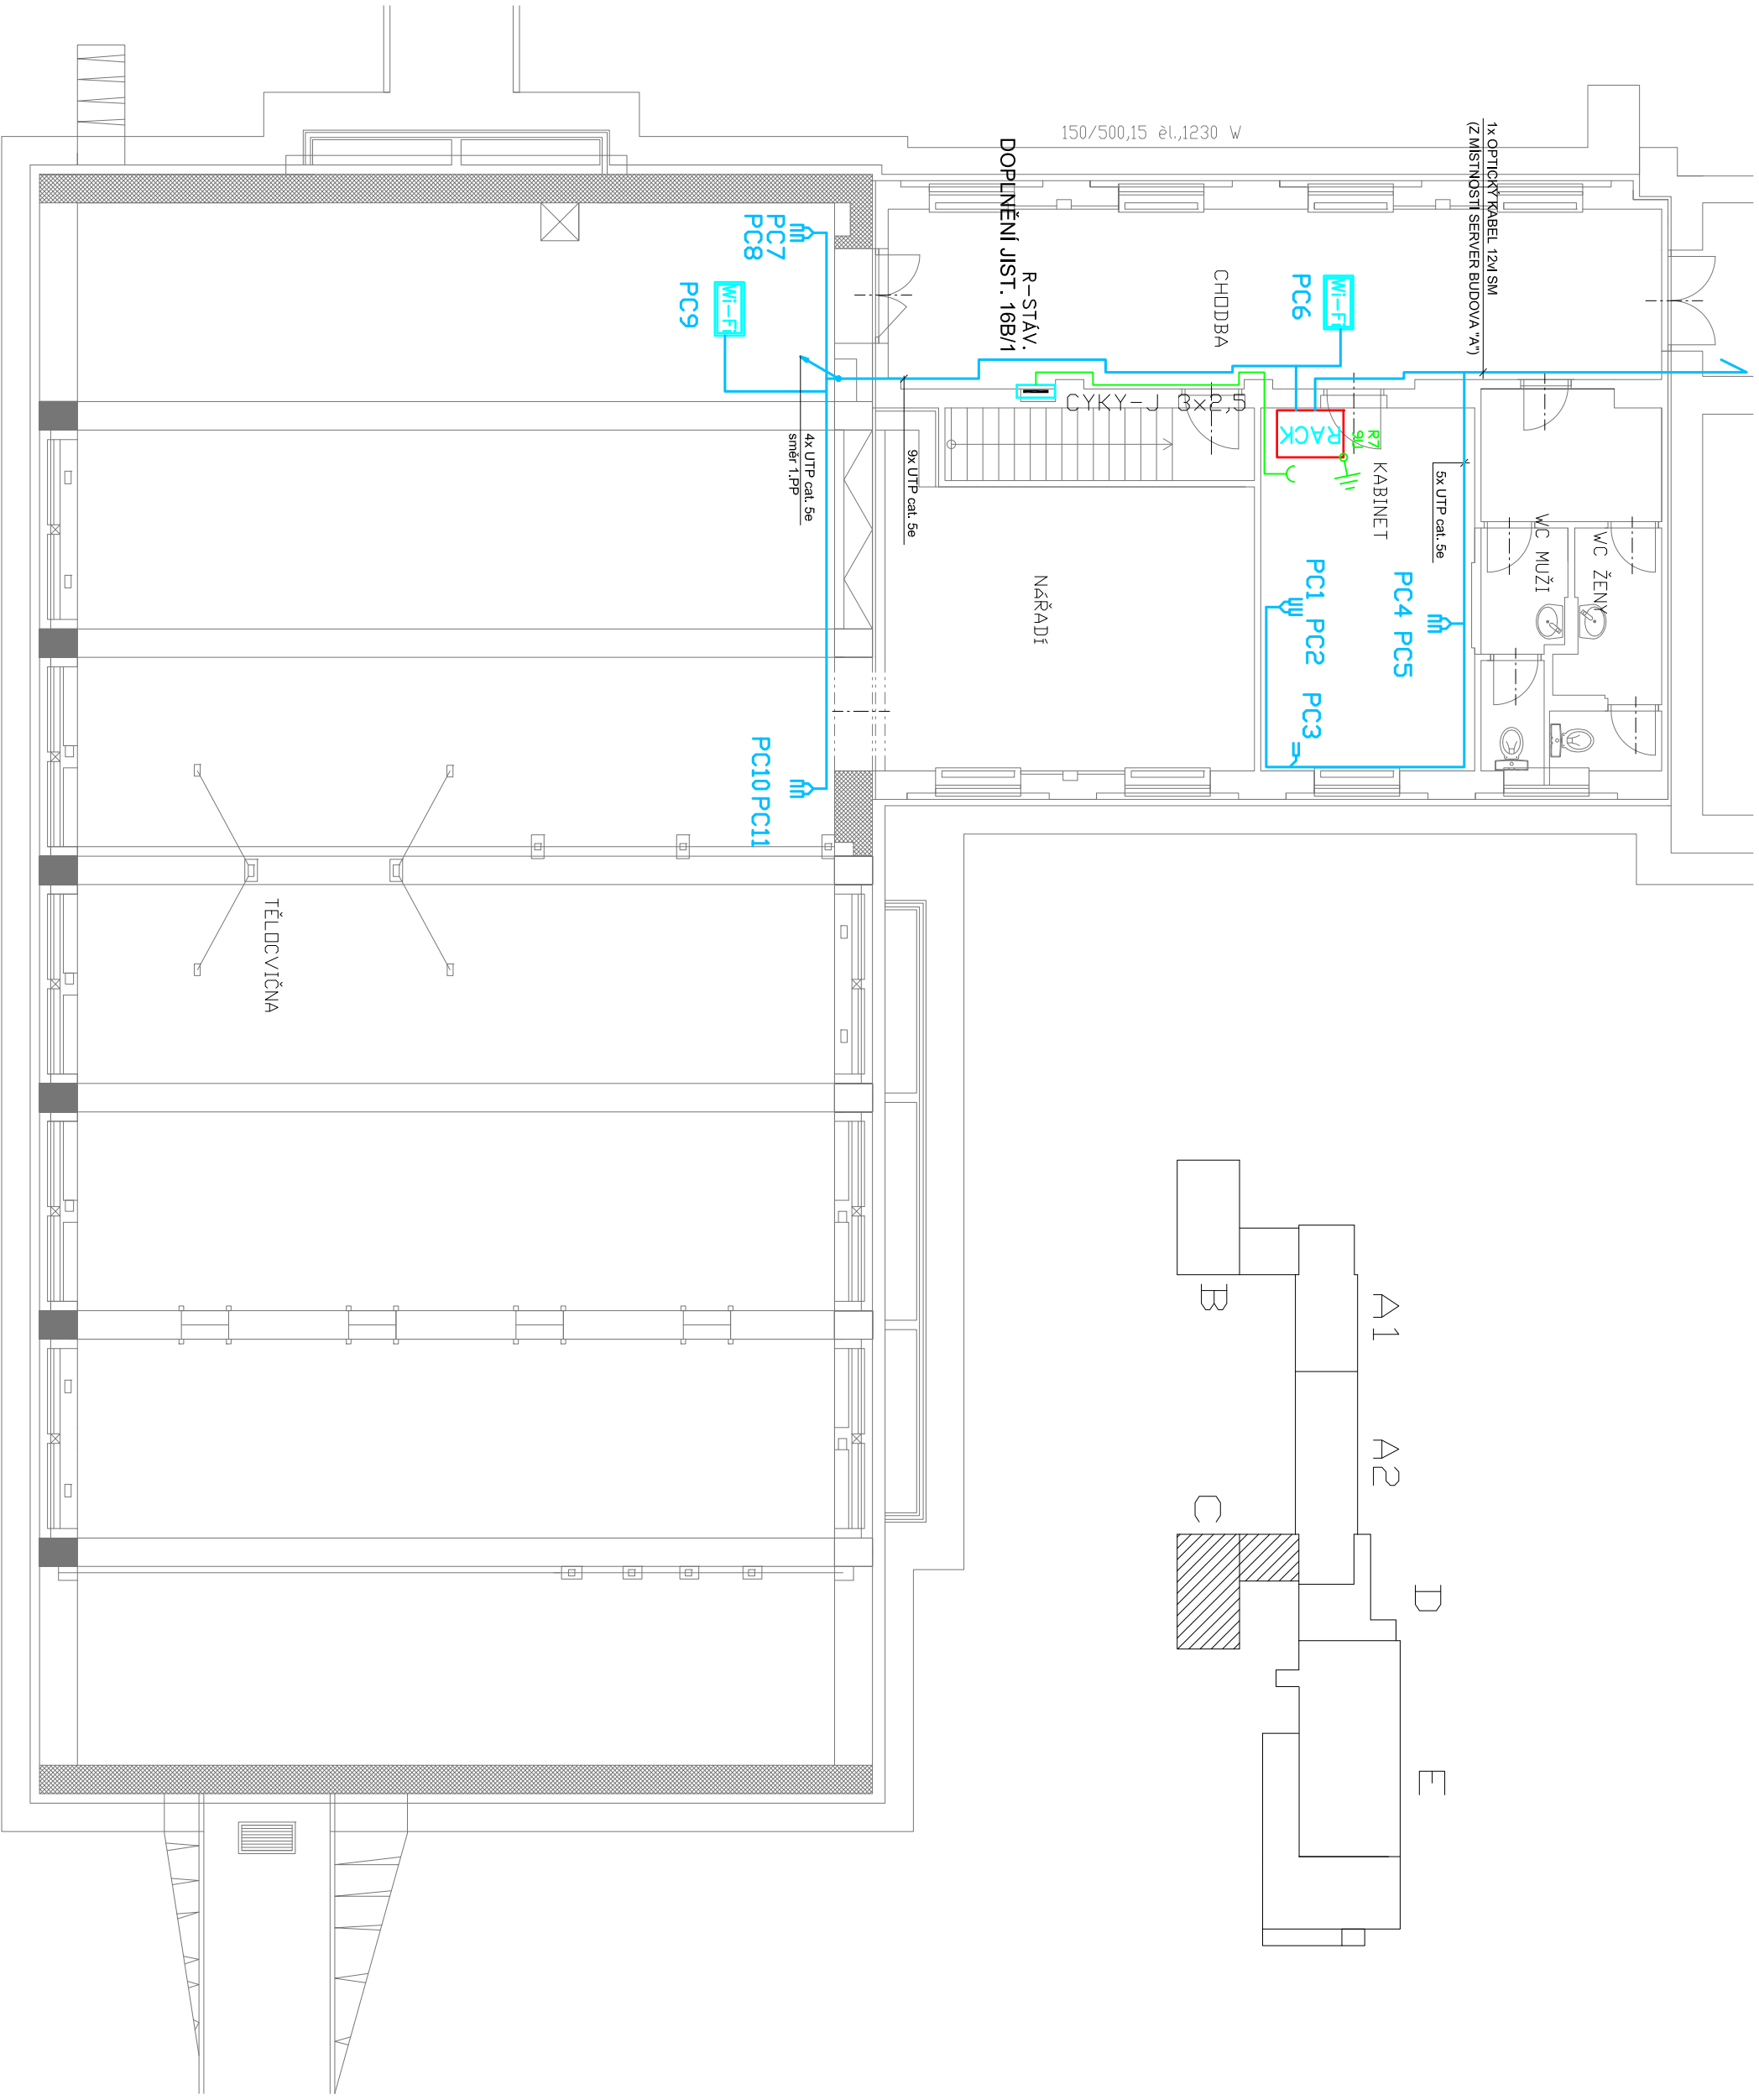 150/500,15 èl.,1230 W
1x OPTICKÝ KABEL 12vl SM
(Z MÍSTNOSTI SERVER BUDOVA "A")
DOPLNĚNÍ JIST. 16B/1
R-STÁV.
CHODBA
PC6
Wi-Fi
PC7
PC8
PC9
Wi-Fi
CYKY-J 3x2,5
RACK
R7
KABINET
4x UTP cat. 5e
směr 1.PP
9x UTP cat. 5e
5x UTP cat. 5e
WC MUŽI
WC ŽENY
NÁŘADÍ
PC1 PC2
PC3
PC4 PC5
PC10 PC11
TĚLOCVIČNA
A1
A2
B
C
D
E